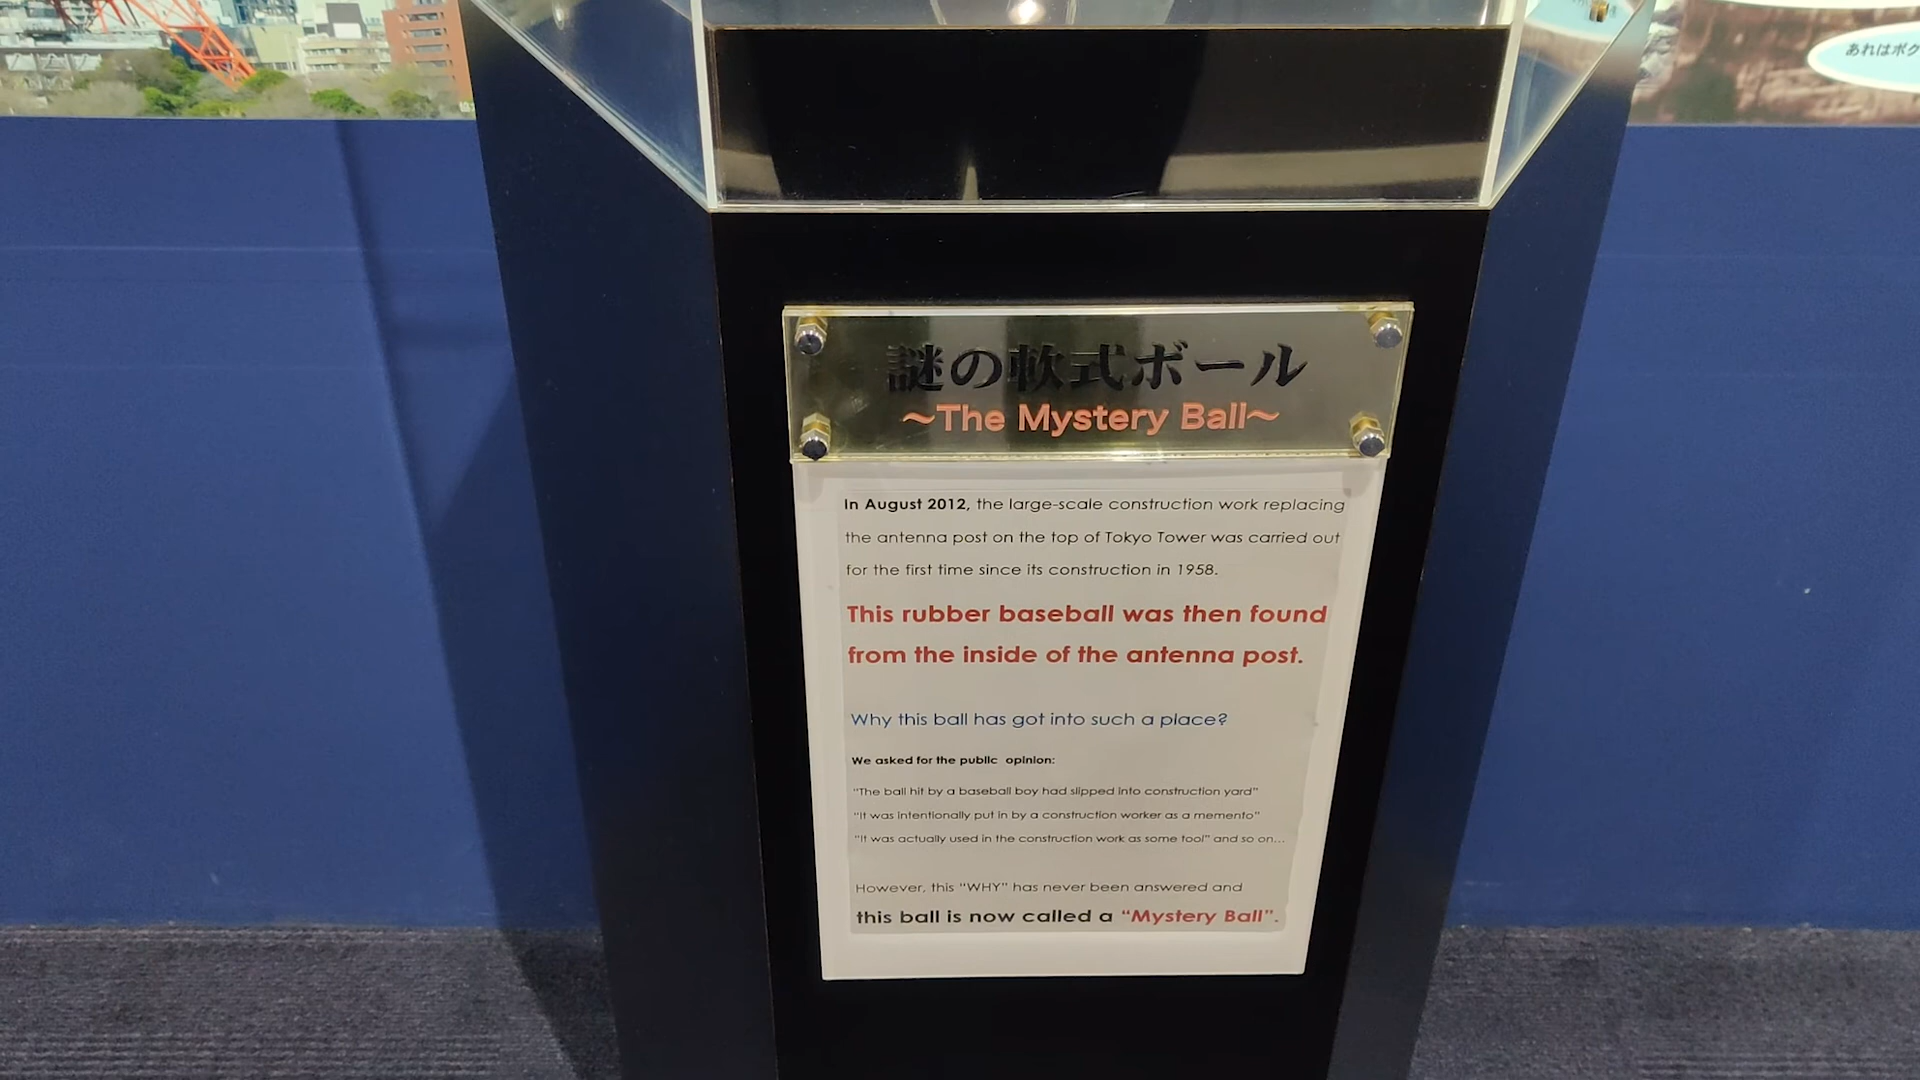 あれはボク
謎の軟式ボール
～The Mystery Ball～
In August 2012, the large-scale construction work replacing
the antenna post on the top of Tokyo Tower was carried out
for the first time since its construction in 1958.
This rubber baseball was then found
from the inside of the antenna post.
Why this ball has got into such a place?
We asked for the public opinion:
"The ball hit by a baseball boy had slipped into construction yard"
"It was intentionally put in by a construction worker as a memento"
"It was actually used in the construction work as some tool" and so on...
However, this "WHY" has never been answered and
this ball is now called a "Mystery Ball".